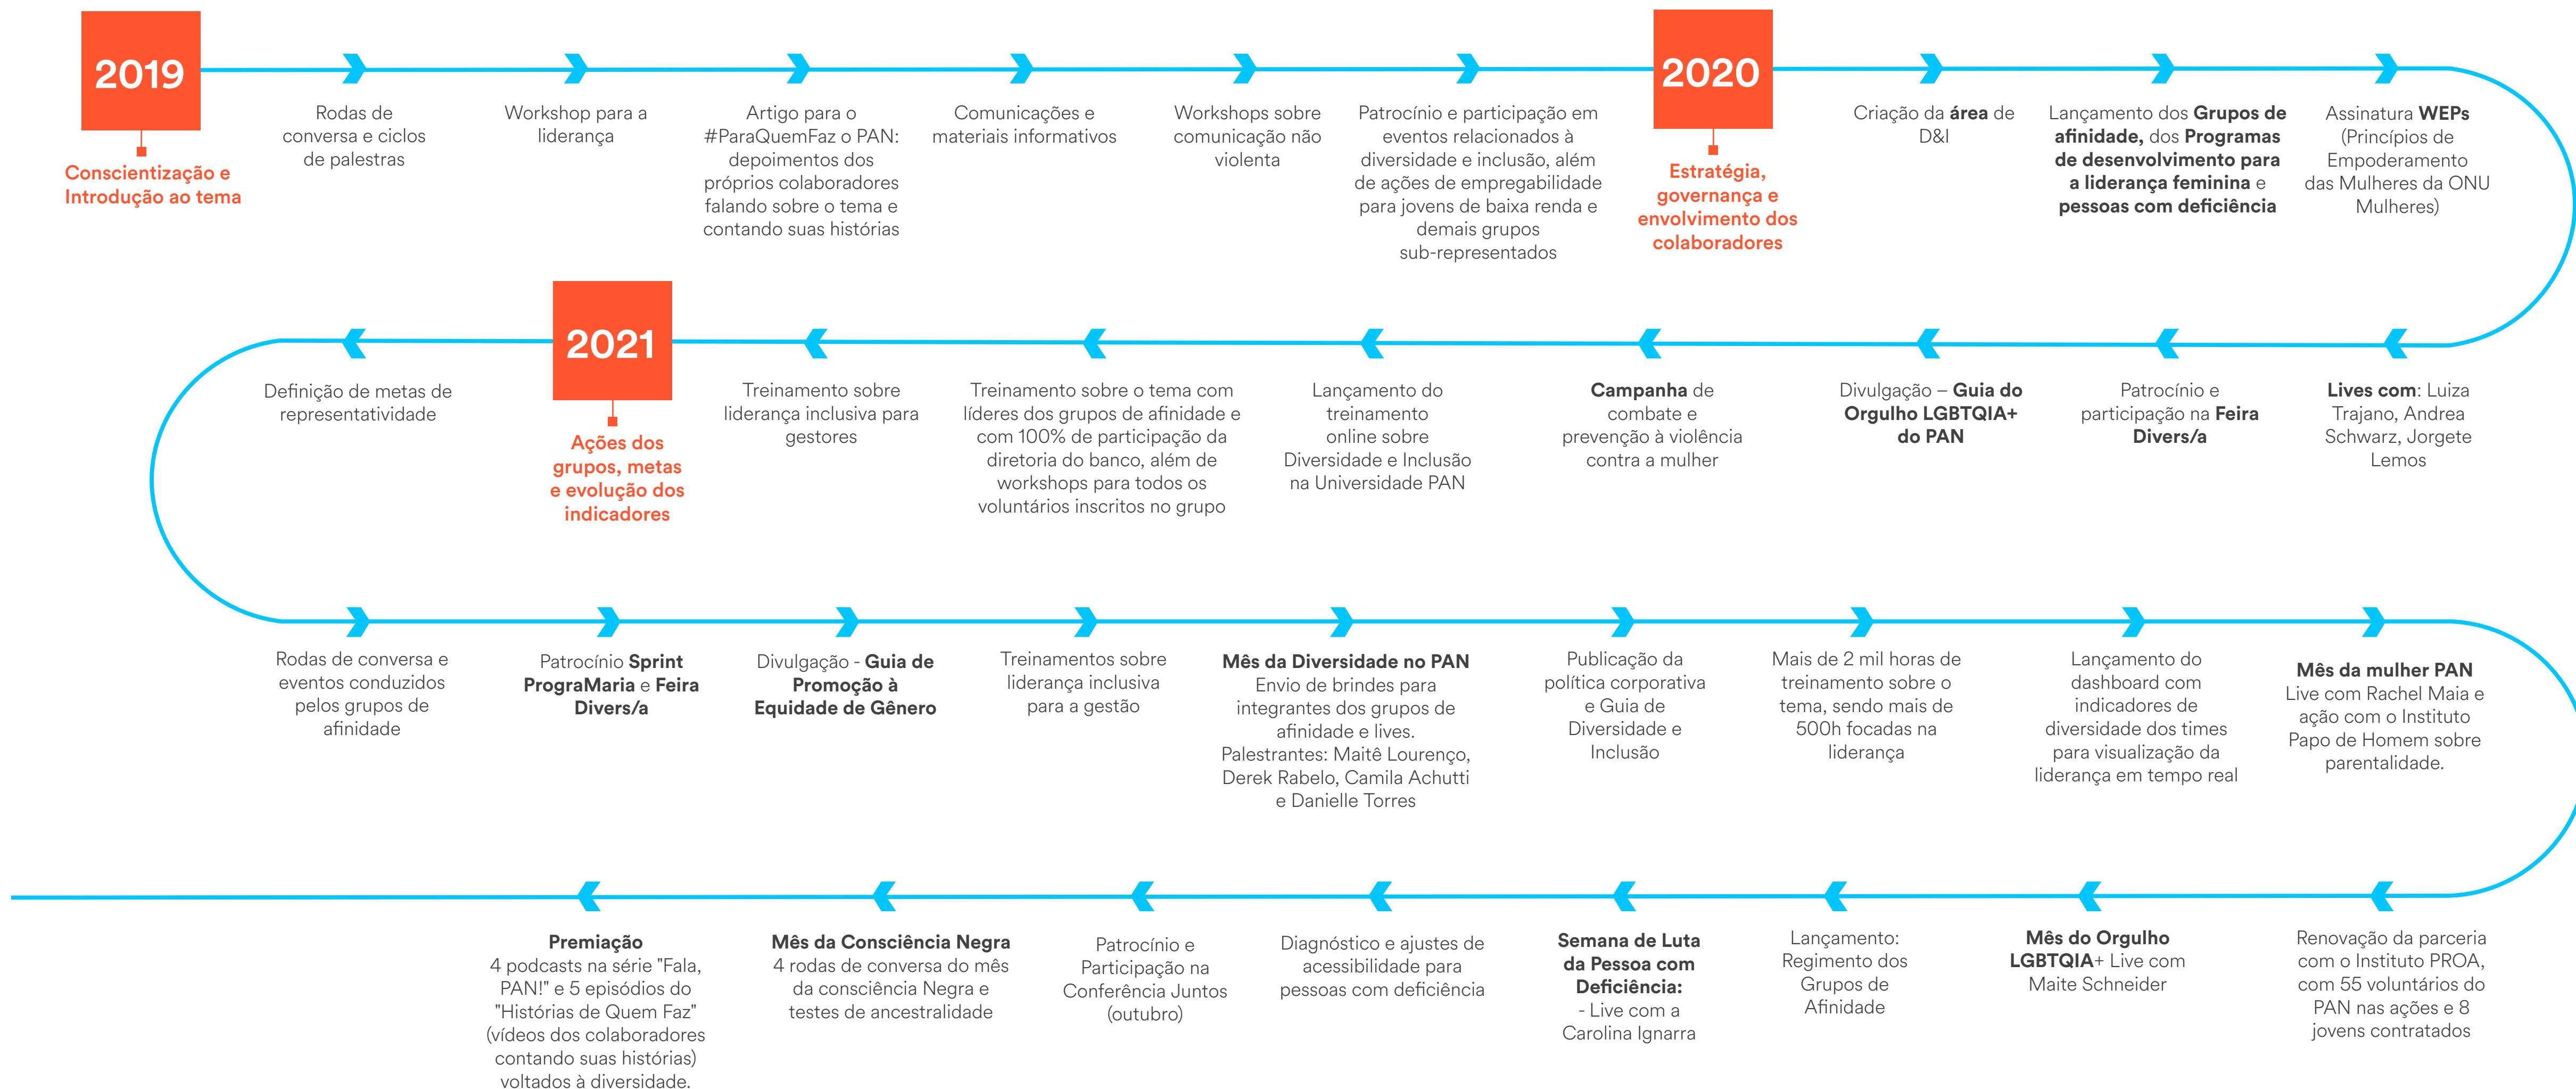 2019
Conscientização e
Introdução ao tema
Rodas de
conversa e ciclos
de palestras
Workshop para a
liderança
Artigo para o
#ParaQuemFaz o PAN:
depoimentos dos
próprios colaboradores
falando sobre o tema e
contando suas histórias
Comunicações e
materiais informativos
Workshops sobre
comunicação não
violenta
Patrocínio e participação em
eventos relacionados à
diversidade e inclusão, além
de ações de empregabilidade
para jovens de baixa renda e
demais grupos
sub-representados
2020
Estratégia,
governança e
envolvimento dos
colaboradores
Criação da área de
D&I
Lançamento dos Grupos de
afinidade, dos Programas
de desenvolvimento para
a liderança feminina e
pessoas com deficiência
Assinatura WEPs
(Princípios de
Empoderamento
das Mulheres da ONU
Mulheres)
Lives com: Luiza
Trajano, Andrea
Schwarz, Jorgete
Lemos
Patrocínio e
participação na Feira
Divers/a
Divulgação – Guia do
Orgulho LGBTQIA+
do PAN
Campanha de
combate e
prevenção à violência
contra a mulher
Lançamento do
treinamento
online sobre
Diversidade e Inclusão
na Universidade PAN
Treinamento sobre o tema com
líderes dos grupos de afinidade e
com 100% de participação da
diretoria do banco, além de
workshops para todos os
voluntários inscritos no grupo
Treinamento sobre
liderança inclusiva para
gestores
2021
Ações dos
grupos, metas
e evolução dos
indicadores
Definição de metas de
representatividade
Rodas de conversa e
eventos conduzidos
pelos grupos de
afinidade
Patrocínio Sprint
PrograMaria e Feira
Divers/a
Divulgação - Guia de
Promoção à
Equidade de Gênero
Treinamentos sobre
liderança inclusiva
para a gestão
Mês da Diversidade no PAN
Envio de brindes para
integrantes dos grupos de
afinidade e lives.
Palestrantes: Maitê Lourenço,
Derek Rabelo, Camila Achutti
e Danielle Torres
Publicação da
política corporativa
e Guia de
Diversidade e
Inclusão
Mais de 2 mil horas de
treinamento sobre o
tema, sendo mais de
500h focadas na
liderança
Lançamento do
dashboard com
indicadores de
diversidade dos times
para visualização da
liderança em tempo real
Mês da mulher PAN
Live com Rachel Maia e
ação com o Instituto
Papo de Homem sobre
parentalidade.
Renovação da parceria
com o Instituto PROA,
com 55 voluntários do
PAN nas ações e 8
jovens contratados
Mês do Orgulho
LGBTQIA+ Live com
Maite Schneider
Lançamento:
Regimento dos
Grupos de
Afinidade
Semana de Luta
da Pessoa com
Deficiência:
- Live com a
Carolina Ignarra
Diagnóstico e ajustes de
acessibilidade para
pessoas com deficiência
Patrocínio e
Participação na
Conferência Juntos
(outubro)
Mês da Consciência Negra
4 rodas de conversa do mês
da consciência Negra e
testes de ancestralidade
Premiação
4 podcasts na série "Fala,
PAN!" e 5 episódios do
"Histórias de Quem Faz"
(vídeos dos colaboradores
contando suas histórias)
voltados à diversidade.